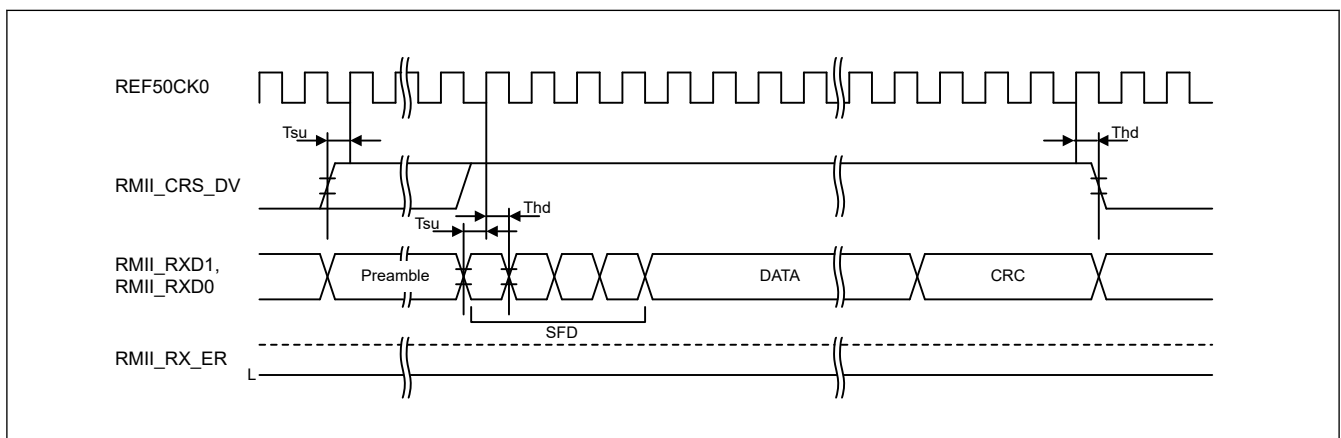 REF50CK0
Tsu
Thd
RMII_CRS_DV
Tsu
Thd
RMII_RXD1,
RMII_RXD0
Preamble
DATA
CRC
SFD
RMII_RX_ER
L